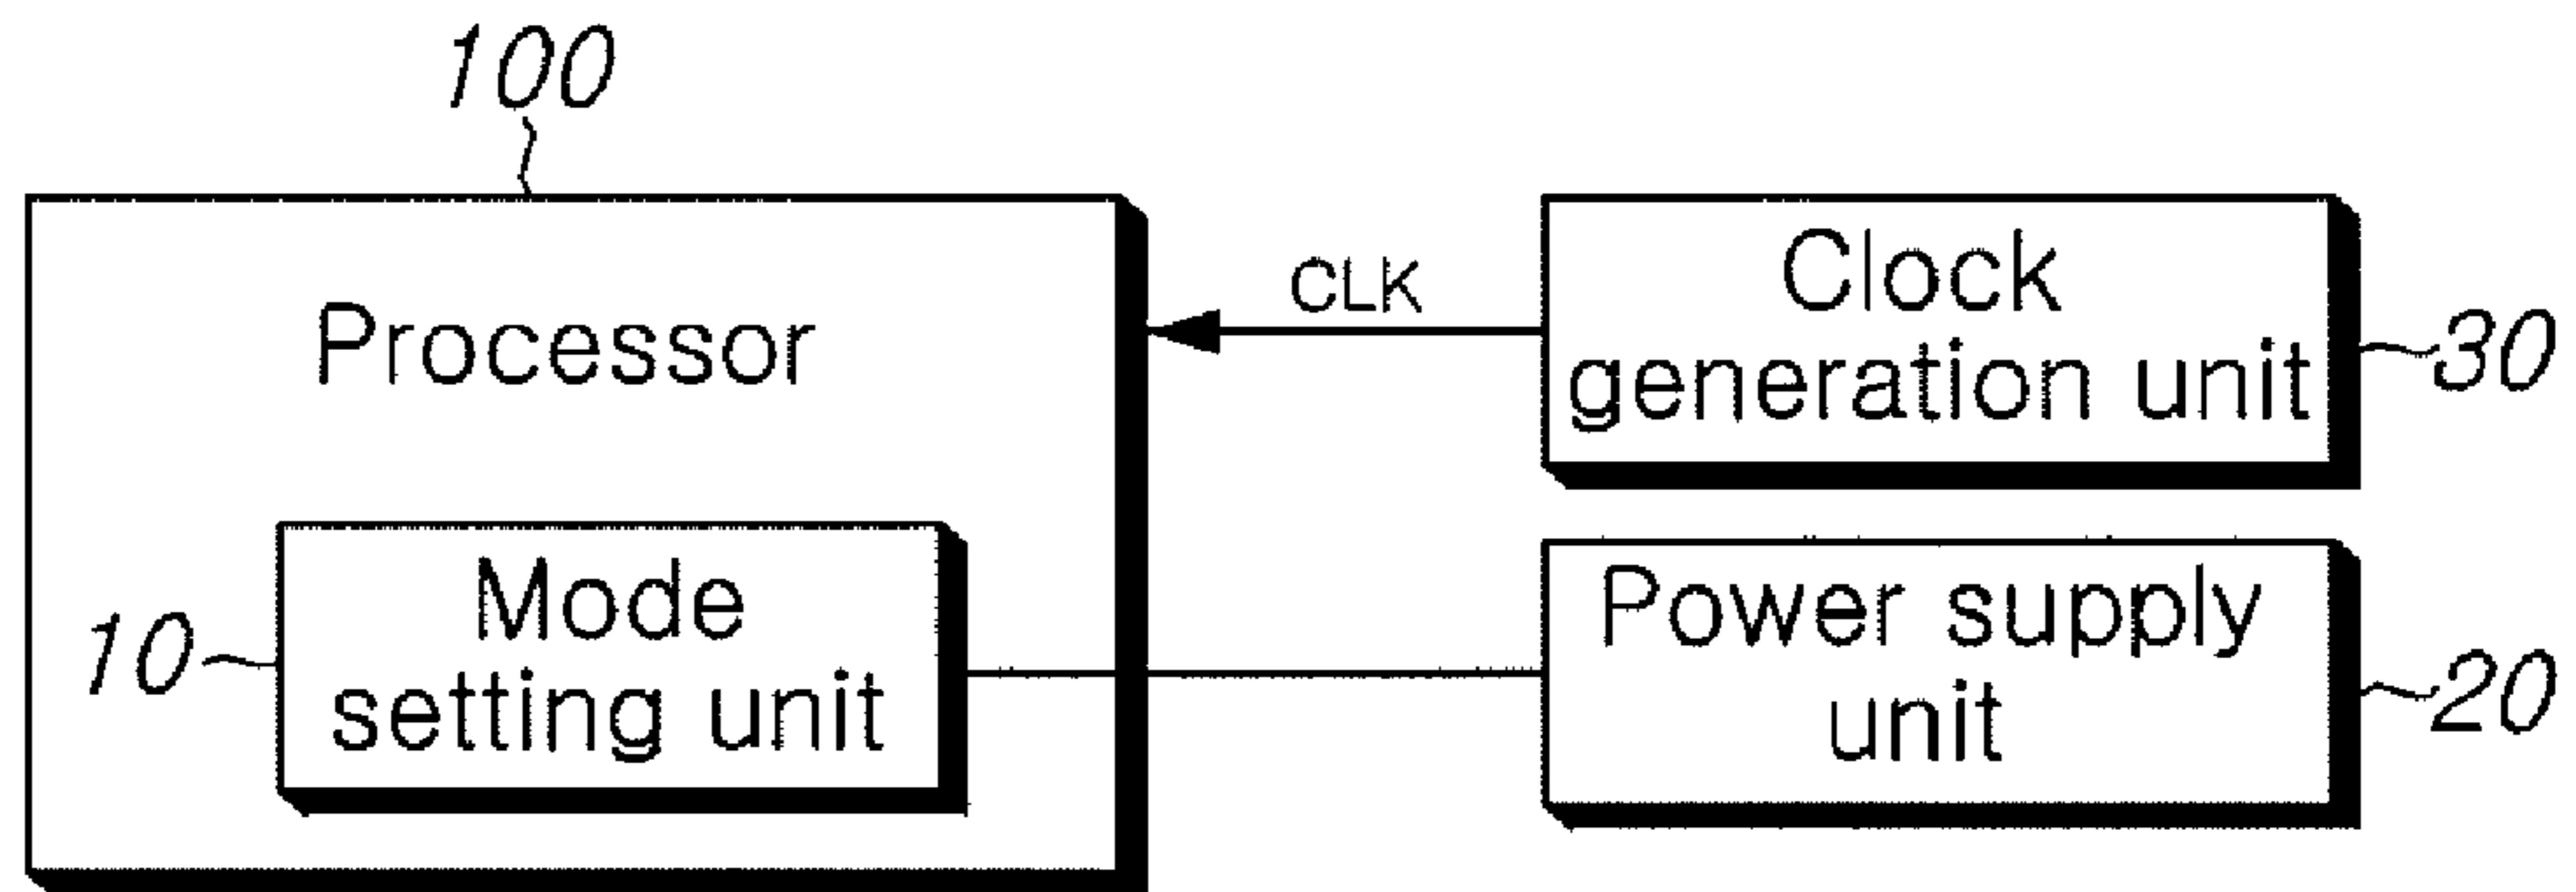 100
Processor
CLK
Clock
generation unit
30
10
Mode
setting unit
Power supply
unit
20